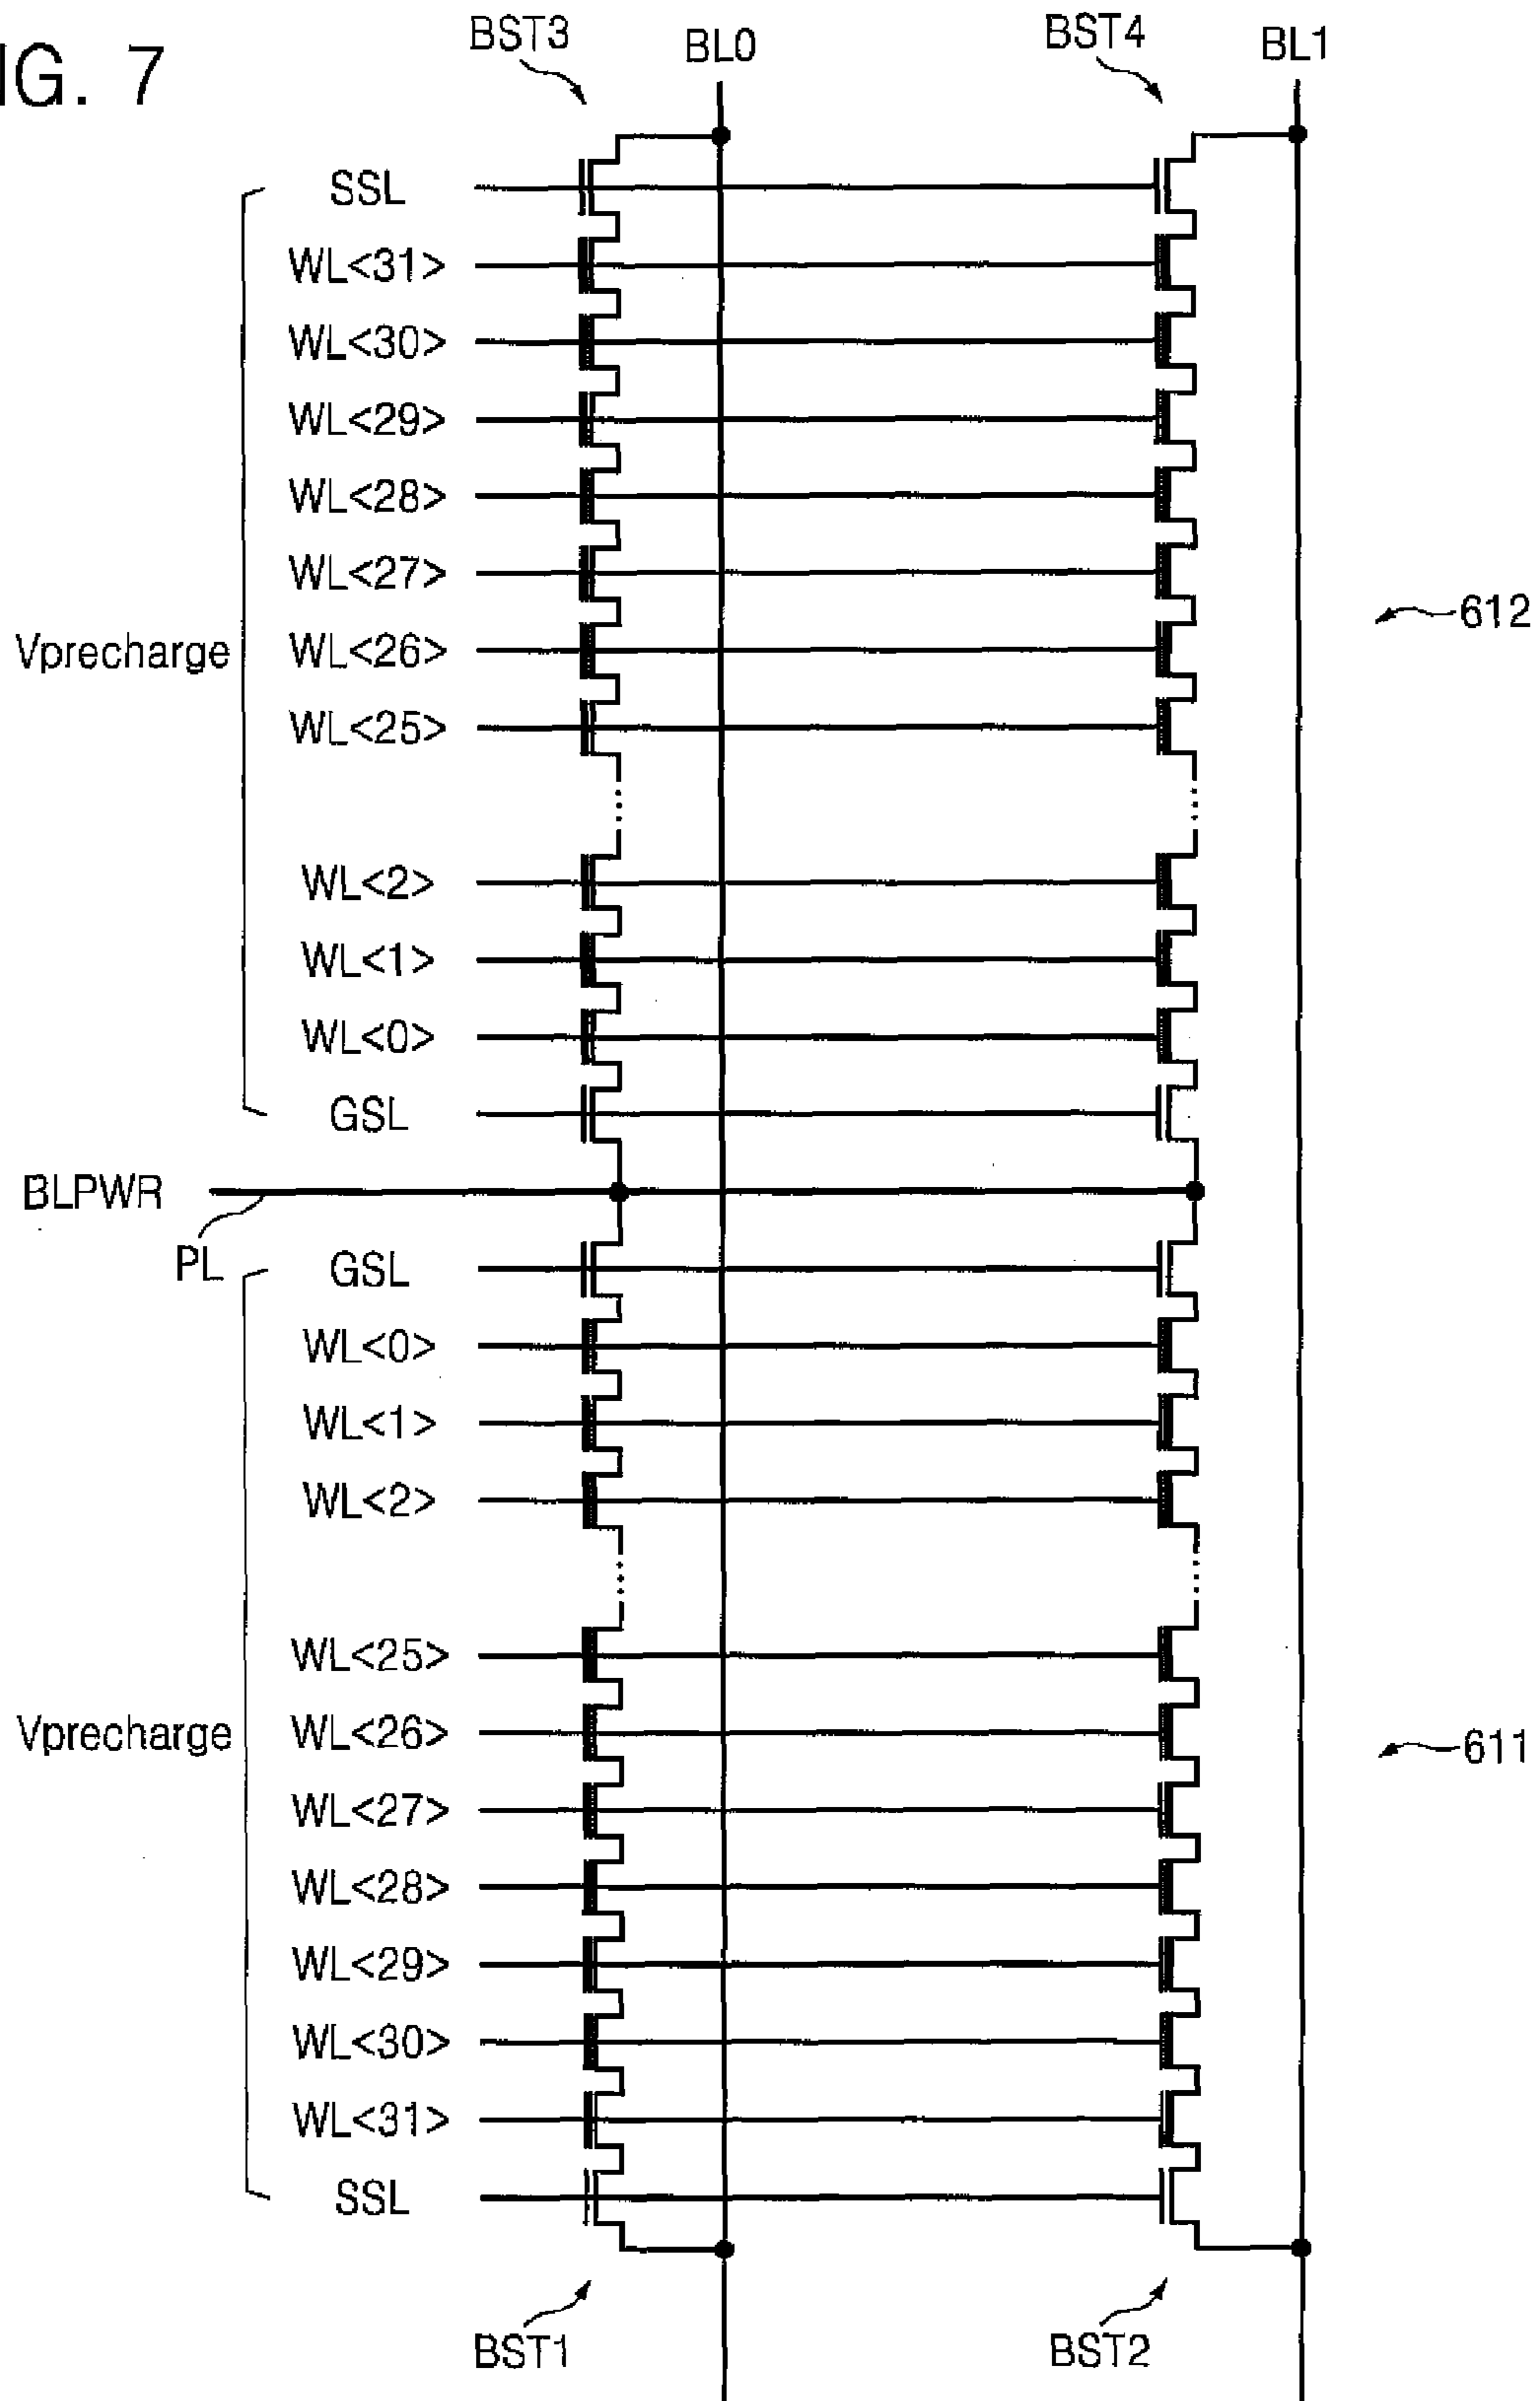 IG. 7
BST3
BL0
BST4
BL1
SSL
WL<31>
WL<30>
WL<29>
WL<28>
WL<27>
612
Vprecharge
WL<26>
WL<25>
WL<2>
WL<1>
WL<0>
GSL
BLPWR
PL
GSL
WL<0>
WL<1>
WL<2>
WL<25>
Vprecharge
WL<26>
611
WL<27>
WL<28>
WL<29>
WL<30>
WL<31>
SSL
BST1
BST2